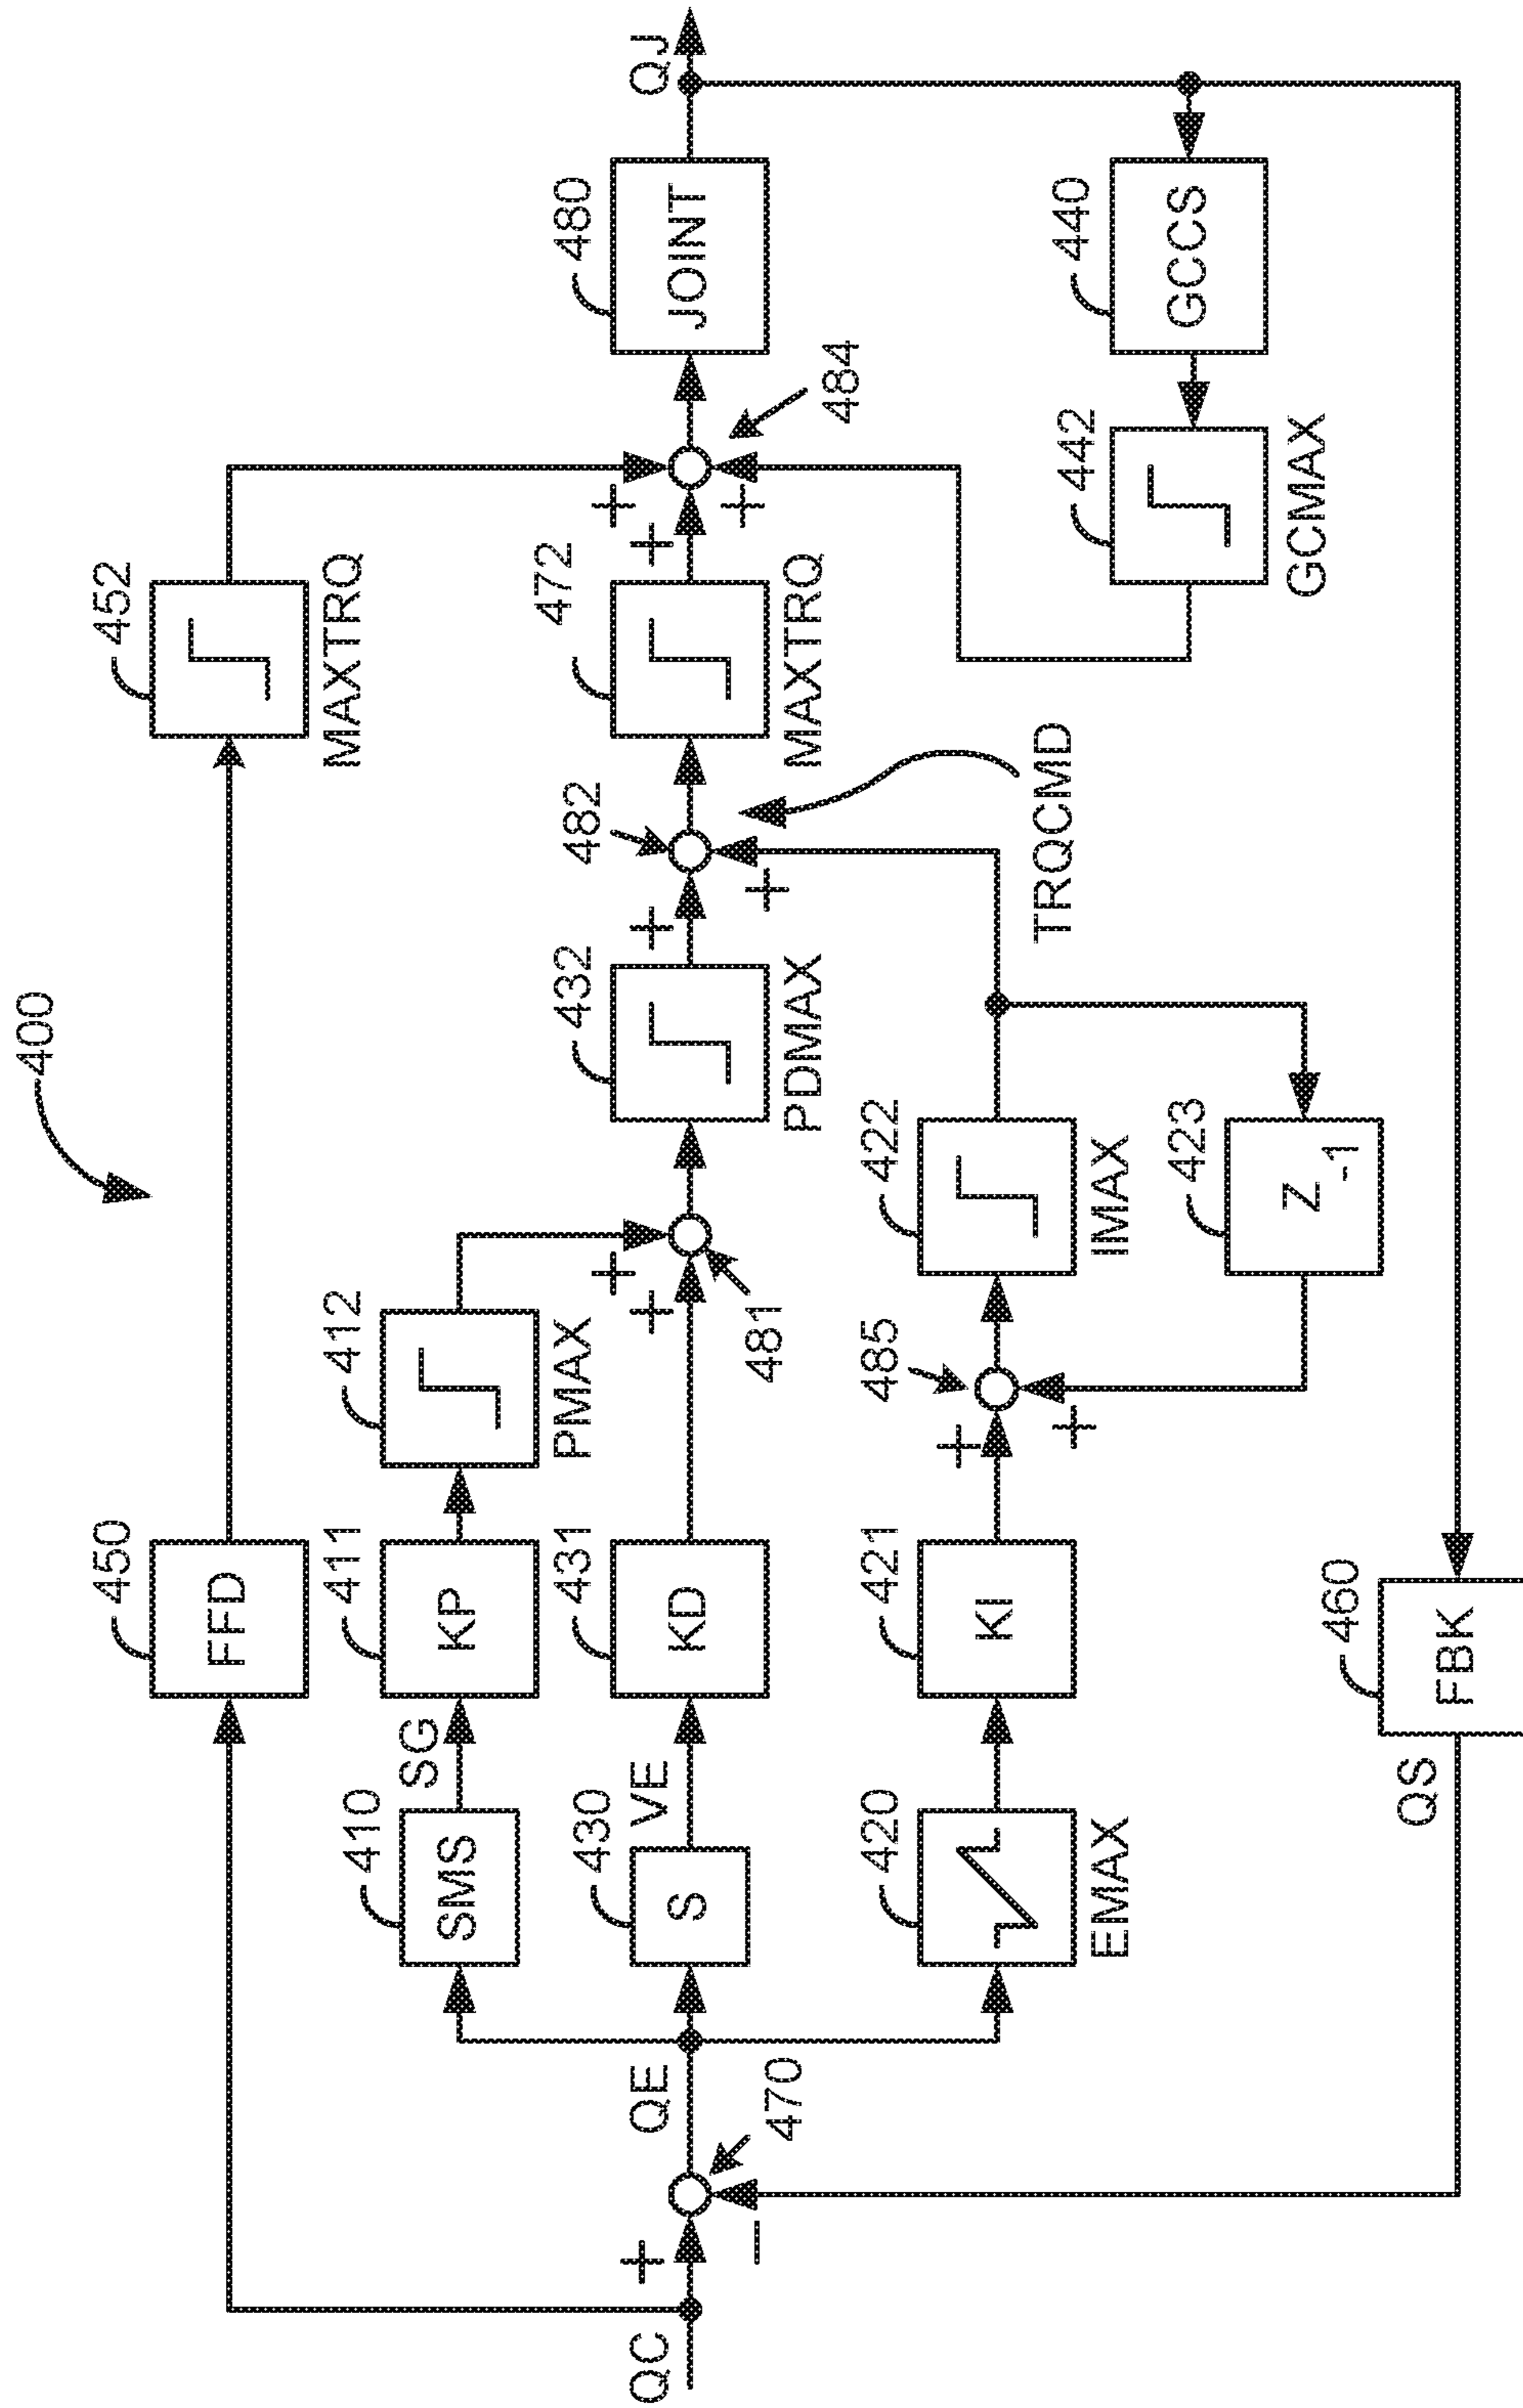 400
450
FFD
452
MAXTRQ
410
SMS
SG
411
KP
412
PMAX
QC
+
−
470
QE
430
S
VE
431
KD
+
+
481
432
PDMAX
+
+
482
TRQCMD
472
MAXTRQ
+
+
+
484
480
JOINT
QJ
420
EMAX
421
KI
+
+
485
422
IMAX
423
Z -1
442
GCMAX
440
GCCS
QS
460
FBK